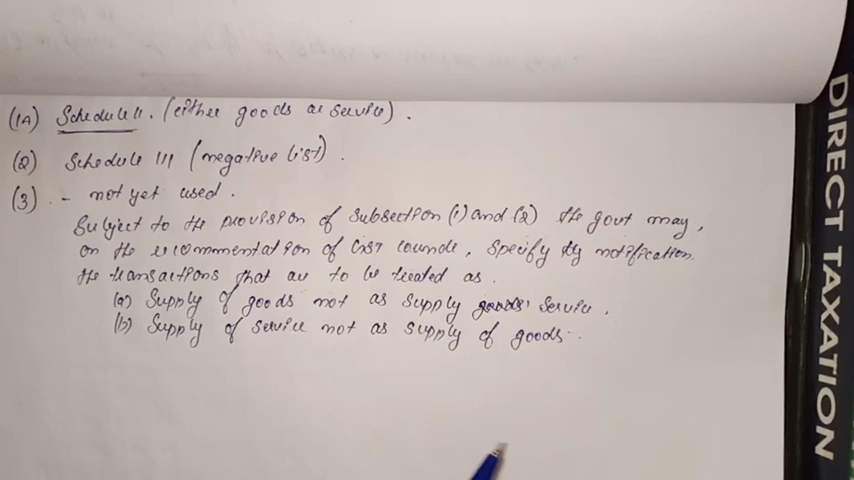 (1A) Schedule II. (either goods or service).
(2) Schedule III (negative list).
(3). - not yet used.
Subject to the provision of subsection (1) and (2) the govt may,
on the recommentation of GST councle, specify by notification.
the transactions that are to be treated as.
(a) Supply of goods not as supply goods' service.
(b) Supply of service not as supply of goods.
DIRECT TAXATION